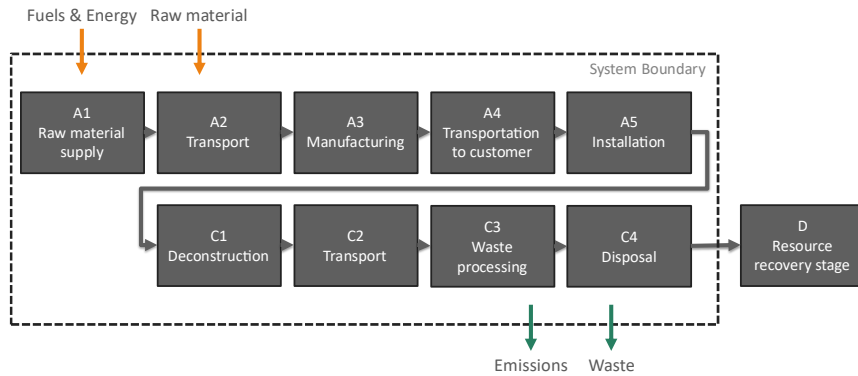 Fuels & Energy
Raw material
System Boundary
A1
Raw material
supply
A2
Transport
A3
Manufacturing
A4
Transportation
to customer
A5
Installation
C1
Deconstruction
C2
Transport
C3
Waste
processing
C4
Disposal
D
Resource
recovery stage
Emissions
Waste